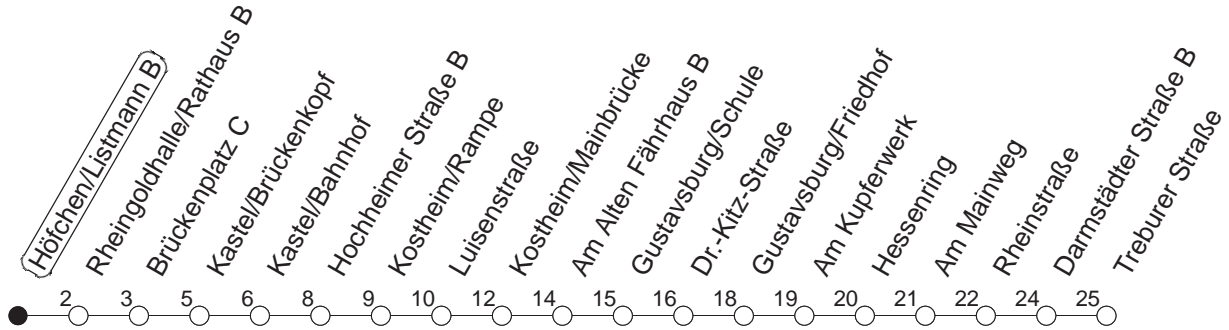 Höfchen/Listmann B
Rheingoldhalle/Rathaus B
Brückenplatz C
Kastel/Brückenkopf
Kastel/Bahnhof
Hochheimer Straße B
Kostheim/Rampe
Luisenstraße
Kostheim/Mainbrücke
Am Alten Fährhaus B
Gustavsburg/Schule
Dr.-Kitz-Straße
Gustavsburg/Friedhof
Am Kupferwerk
Hessenring
Am Mainweg
Rheinstraße
Darmstädter Straße B
Treburer Straße
2 3 5 6 8 9 10 12 14 15 16 18 19 20 21 22 24 25